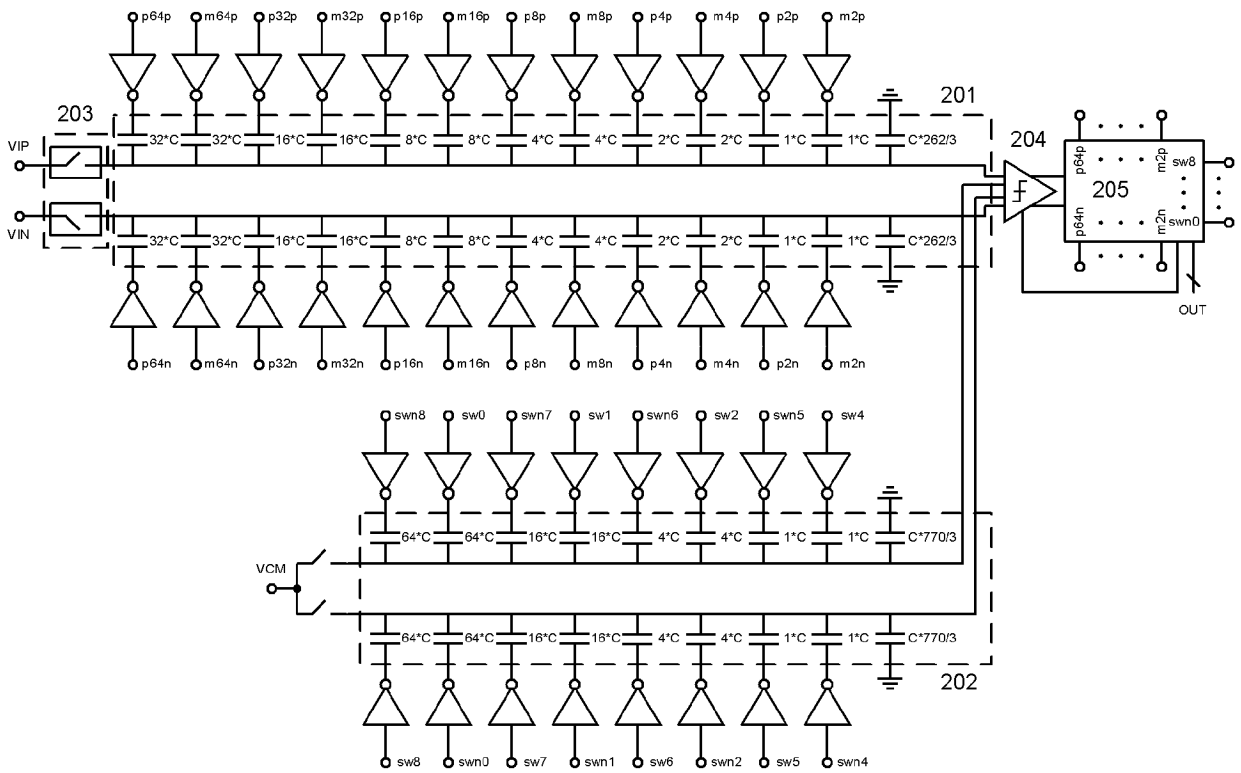 p64p m64p p32p m32p p16p m16p p8p m8p p4p m4p p2p m2p
203
201
32*C 32*C 16*C 16*C 8*C 8*C 4*C 4*C 2*C 2*C 1*C 1*C C*262/3
204
VIP
p64p m2p sw8
205
p64n m2n swn0
VIN
32*C 32*C 16*C 16*C 8*C 8*C 4*C 4*C 2*C 2*C 1*C 1*C C*262/3
OUT
p64n m64n p32n m32n p16n m16n p8n m8n p4n m4n p2n m2n
swn8 sw0 swn7 sw1 swn6 sw2 swn5 sw4
64*C 64*C 16*C 16*C 4*C 4*C 1*C 1*C C*770/3
VCM
64*C 64*C 16*C 16*C 4*C 4*C 1*C 1*C C*770/3
202
sw8 swn0 sw7 swn1 sw6 swn2 sw5 swn4